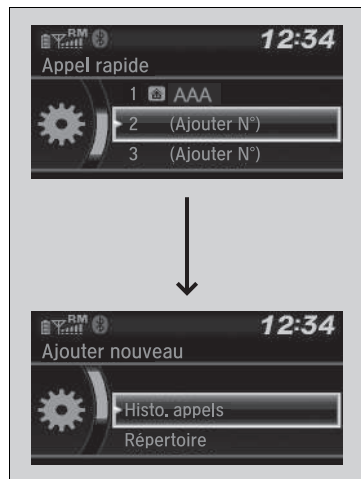 RM 12:34
Appel rapide
1 AAA
2 (Ajouter N°)
3 (Ajouter N°)
RM 12:34
Ajouter nouveau
Histo. appels
Répertoire